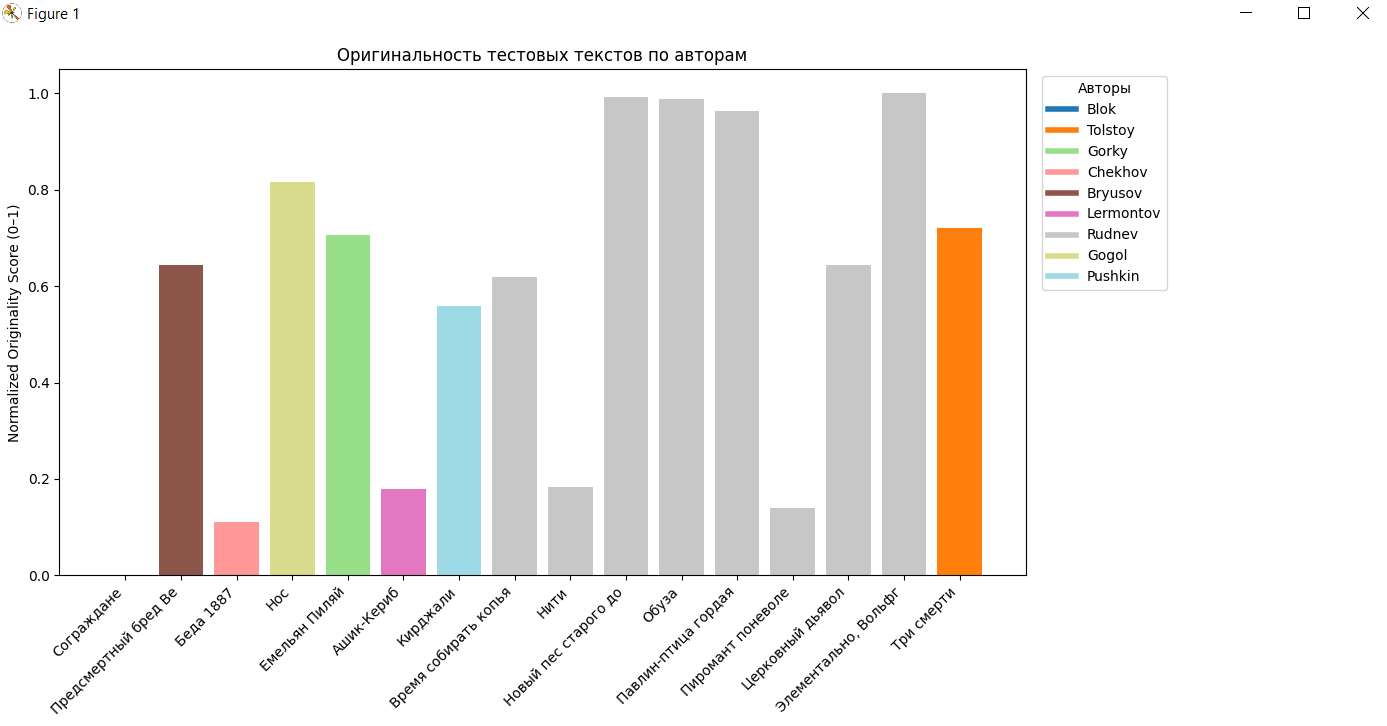 Figure 1
Оригинальность тестовых текстов по авторам
Normalized Originality Score (0–1)
1.0
0.8
0.6
0.4
0.2
0.0
Сограждане
Предсмертный бред Ве
Беда 1887
Нос
Емельян Пиляй
Ашик-Кериб
Кирджали
Время собирать копья
Нити
Новый пес старого до
Обуза
Павлин-птица гордая
Пиромант поневоле
Церковный дьявол
Элементально, Вольфг
Три смерти
Авторы
Blok
Tolstoy
Gorky
Chekhov
Bryusov
Lermontov
Rudnev
Gogol
Pushkin